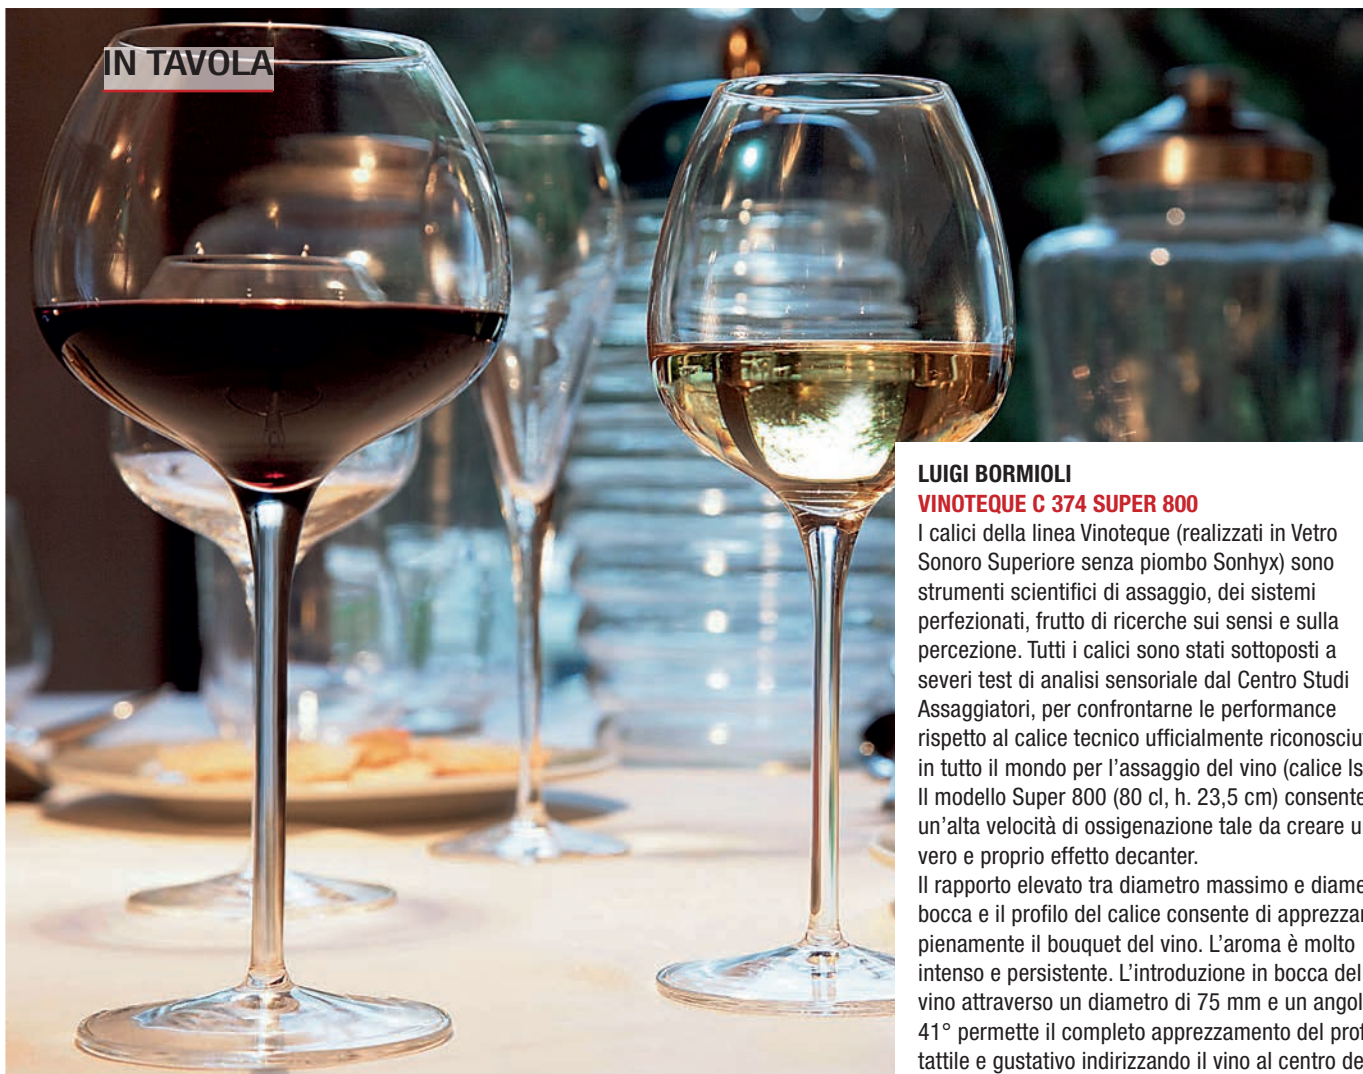 IN TAVOLA
LUIGI BORMIOLI
VINOTEQUE C 374 SUPER 800
I calici della linea Vinoteque (realizzati in Vetro
Sonoro Superiore senza piombo Sonhyx) sono
strumenti scientifici di assaggio, dei sistemi
perfezionati, frutto di ricerche sui sensi e sulla
percezione. Tutti i calici sono stati sottoposti a
severi test di analisi sensoriale dal Centro Studi
Assaggiatori, per confrontarne le performance
rispetto al calice tecnico ufficialmente
in tutto il mondo per l'assaggio del vino (calice
Il modello Super 800 (80 cl, h. 23,5 cm) consente
un'alta velocità di ossigenazione tale da creare
vero e proprio effetto decanter.
Il rapporto elevato tra diametro massimo e
bocca e il profilo del calice consente di
pienamente il bouquet del vino. L'aroma è molto
intenso e persistente. L'introduzione in bocca del
vino attraverso un diametro di 75 mm e un
41° permette il completo apprezzamento del
tattile e gustativo indirizzando il vino al centro